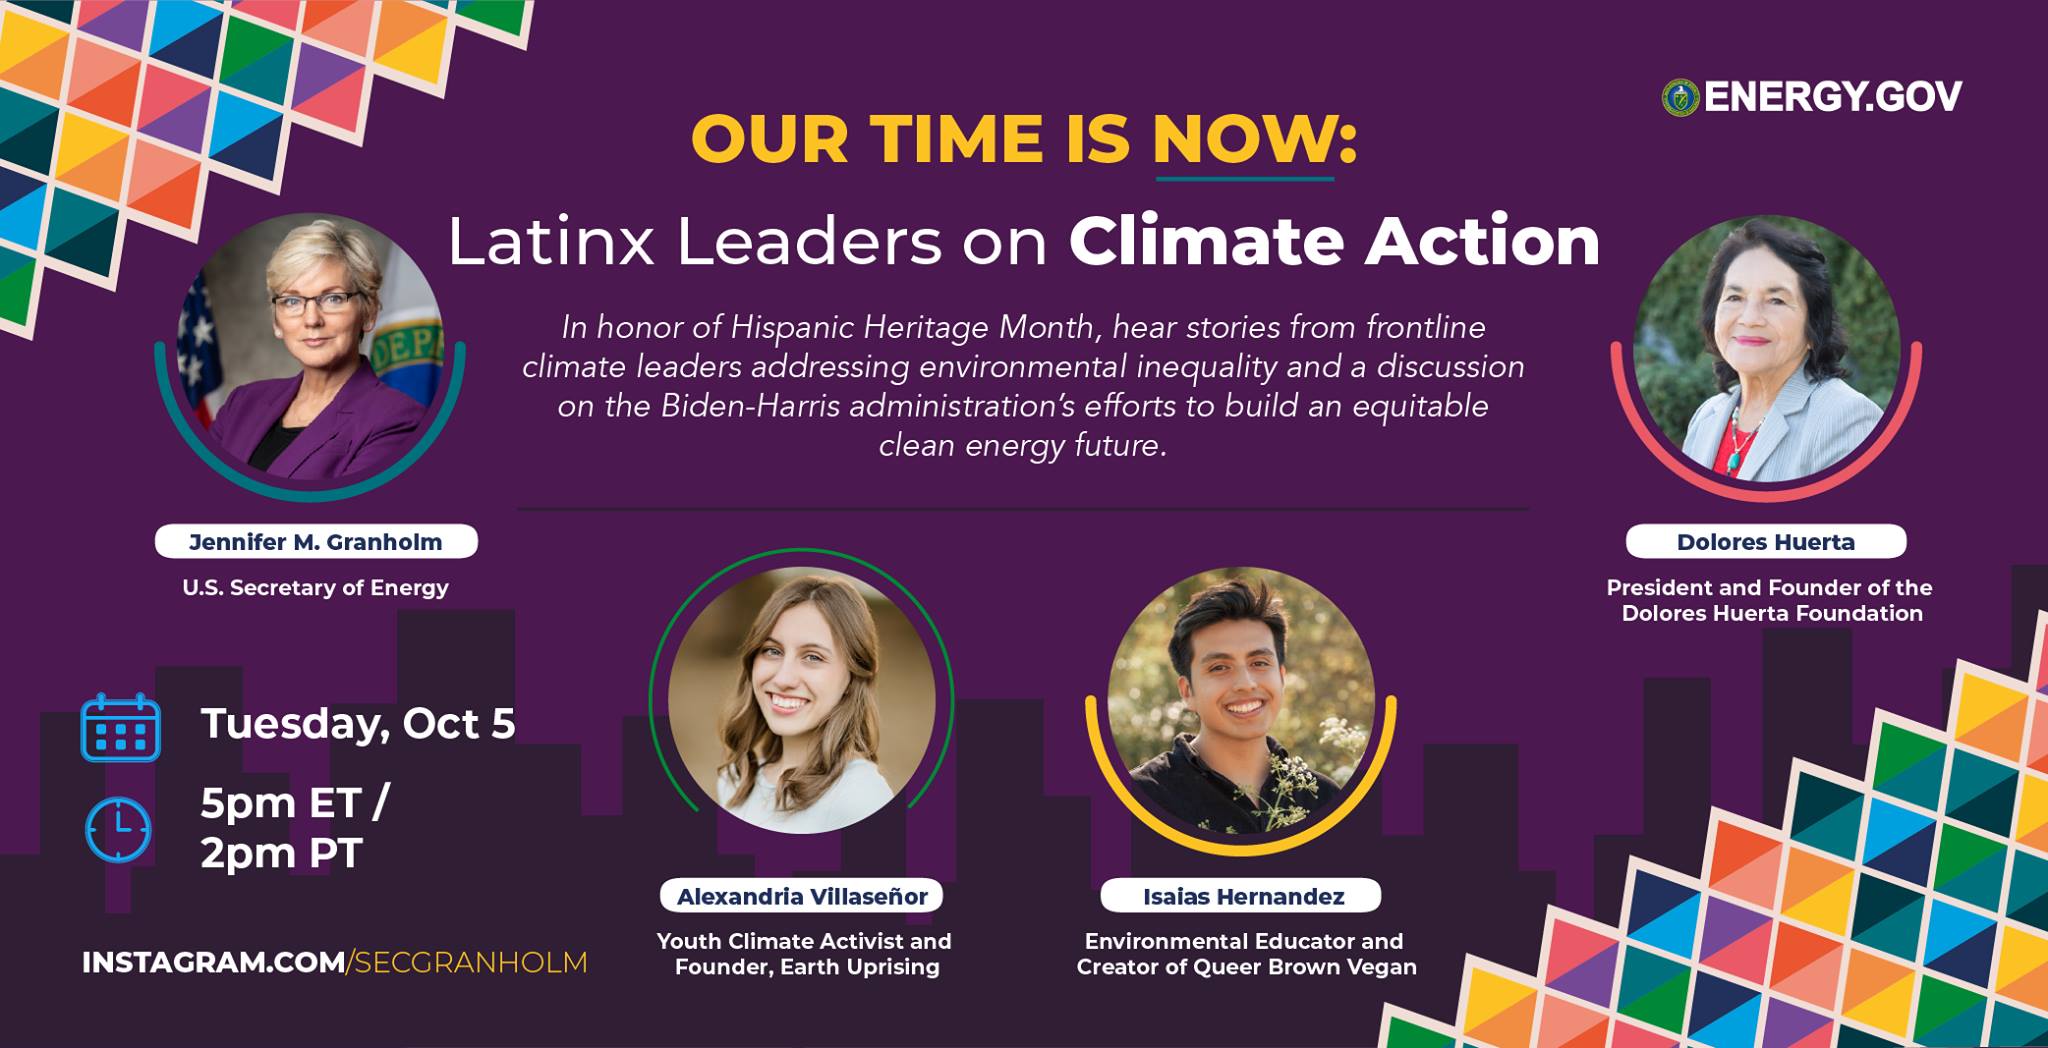 ENERGY.GOV
OUR TIME IS NOW:
Latinx Leaders on Climate Action
In honor of Hispanic Heritage Month, hear stories from frontline
climate leaders addressing environmental inequality and a discussion
on the Biden-Harris administration's efforts to build an equitable
clean energy future.
DEP
Jennifer M. Granholm
U.S. Secretary of Energy
Dolores Huerta
President and Founder of the
Dolores Huerta Foundation
Tuesday, Oct 5
5pm ET /
2pm PT
INSTAGRAM.COM/SECGRANHOLM
Alexandria Villaseñor
Youth Climate Activist and
Founder, Earth Uprising
Isaias Hernandez
Environmental Educator and
Creator of Queer Brown Vegan